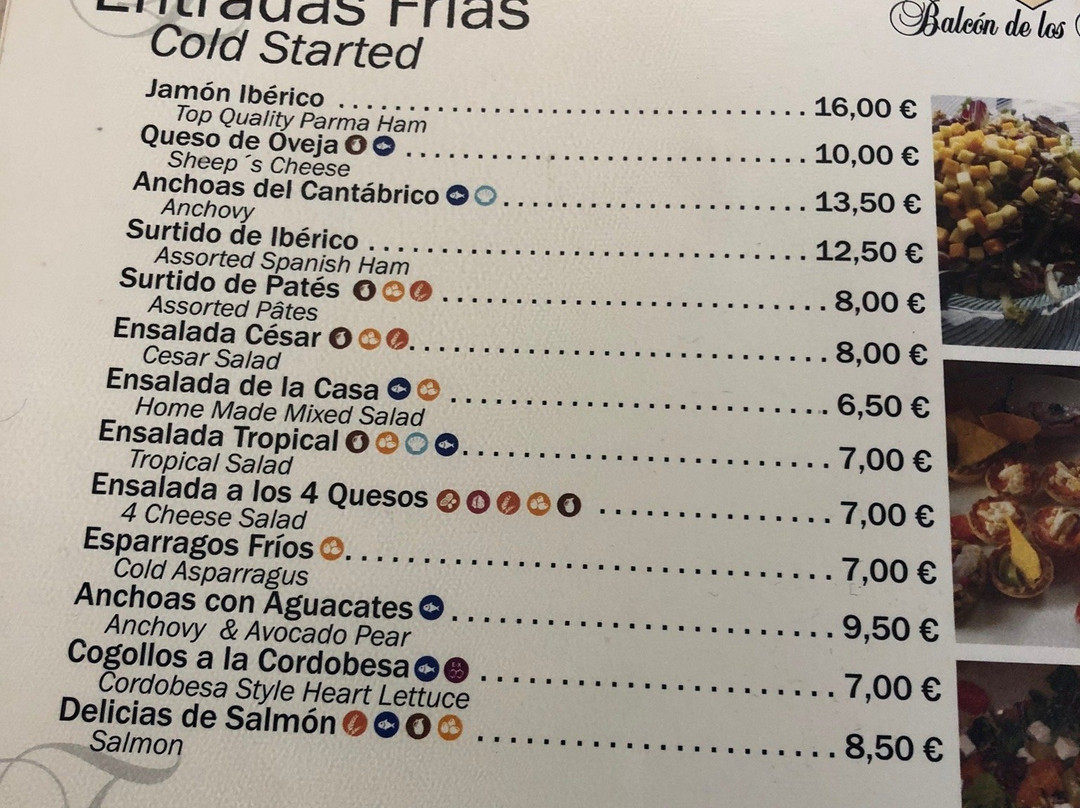 Entradas Frías
Cold Started
Balcón de los
Jamón Ibérico ........ 16,00 €
Top Quality Parma Ham
Queso de Oveja ........ 10,00 €
Sheep´s Cheese
Anchoas del Cantábrico ........ 13,50 €
Anchovy
Surtido de Ibérico ........ 12,50 €
Assorted Spanish Ham
Surtido de Patés ........ 8,00 €
Assorted Pâtes
Ensalada César ........ 8,00 €
Cesar Salad
Ensalada de la Casa ........ 6,50 €
Home Made Mixed Salad
Ensalada Tropical ........ 7,00 €
Tropical Salad
Ensalada a los 4 Quesos ........ 7,00 €
4 Cheese Salad
Esparragos Fríos ........ 7,00 €
Cold Asparragus
Anchoas con Aguacates ........ 9,50 €
Anchovy & Avocado Pear
Cogollos a la Cordobesa ........ 7,00 €
Cordobesa Style Heart Lettuce
Delicias de Salmón ........ 8,50 €
Salmon